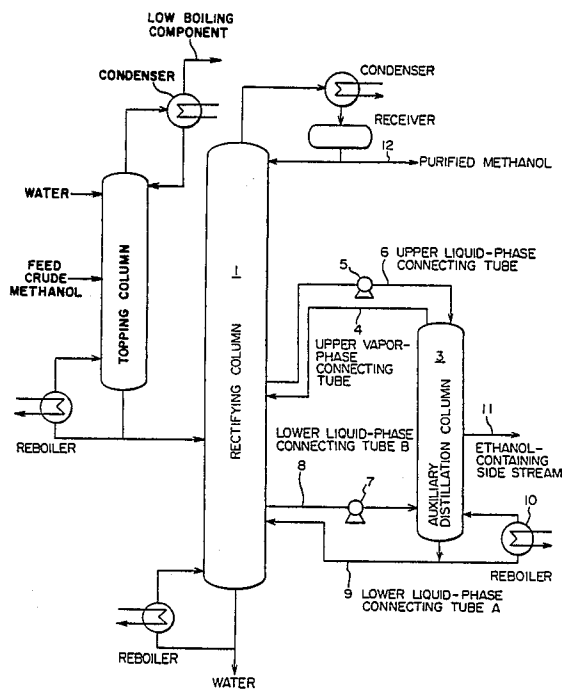 LOW BOILING
COMPONENT
CONDENSER
CONDENSER
RECEIVER
12
PURIFIED METHANOL
WATER
FEED
CRUDE
METHANOL
TOPPING COLUMN
REBOILER
1
RECTIFYING COLUMN
5
6 UPPER LIQUID-PHASE
CONNECTING TUBE
4
UPPER VAPOR-
PHASE
CONNECTING
TUBE
3
AUXILIARY
DISTILLATION COLUMN
11
ETHANOL-
CONTAINING
SIDE STREAM
LOWER LIQUID-PHASE
CONNECTING TUBE B
8
7
10
REBOILER
9
LOWER LIQUID-PHASE
CONNECTING TUBE A
REBOILER
WATER